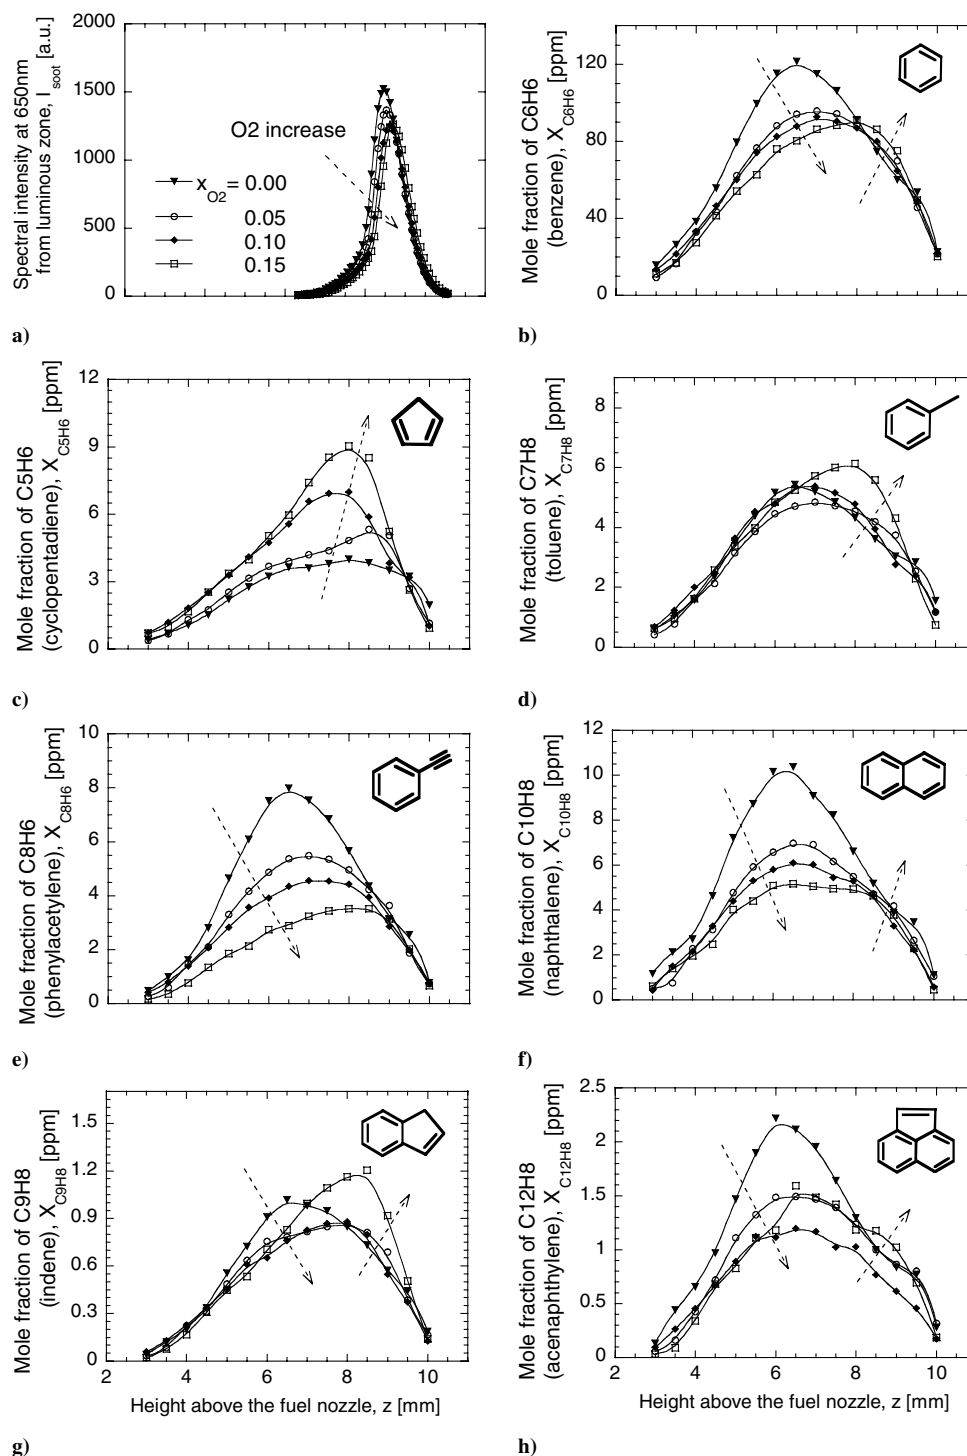 2000
1500
1000
500
0
Spectral intensity at 650nm
from luminous zone, I_soot [a.u.]
O2 increase
x_O2 = 0.00
0.05
0.10
0.15
a)
120
80
40
0
Mole fraction of C6H6
(benzene), X_C6H6 [ppm]
b)
12
9
6
3
0
Mole fraction of C5H6
(cyclopentadiene), X_C5H6 [ppm]
c)
8
6
4
2
0
Mole fraction of C7H8
(toluene), X_C7H8 [ppm]
d)
10
8
6
4
2
0
Mole fraction of C8H6
(phenylacetylene), X_C8H6 [ppm]
e)
12
10
8
6
4
2
0
Mole fraction of C10H8
(naphthalene), X_C10H8 [ppm]
f)
1.5
1.2
0.9
0.6
0.3
0
Mole fraction of C9H8
(indene), X_C9H8 [ppm]
2 4 6 8 10
Height above the fuel nozzle, z [mm]
g)
2.5
2
1.5
1
0.5
0
Mole fraction of C12H8
(acenaphthylene), X_C12H8 [ppm]
2 4 6 8 10
Height above the fuel nozzle, z [mm]
h)